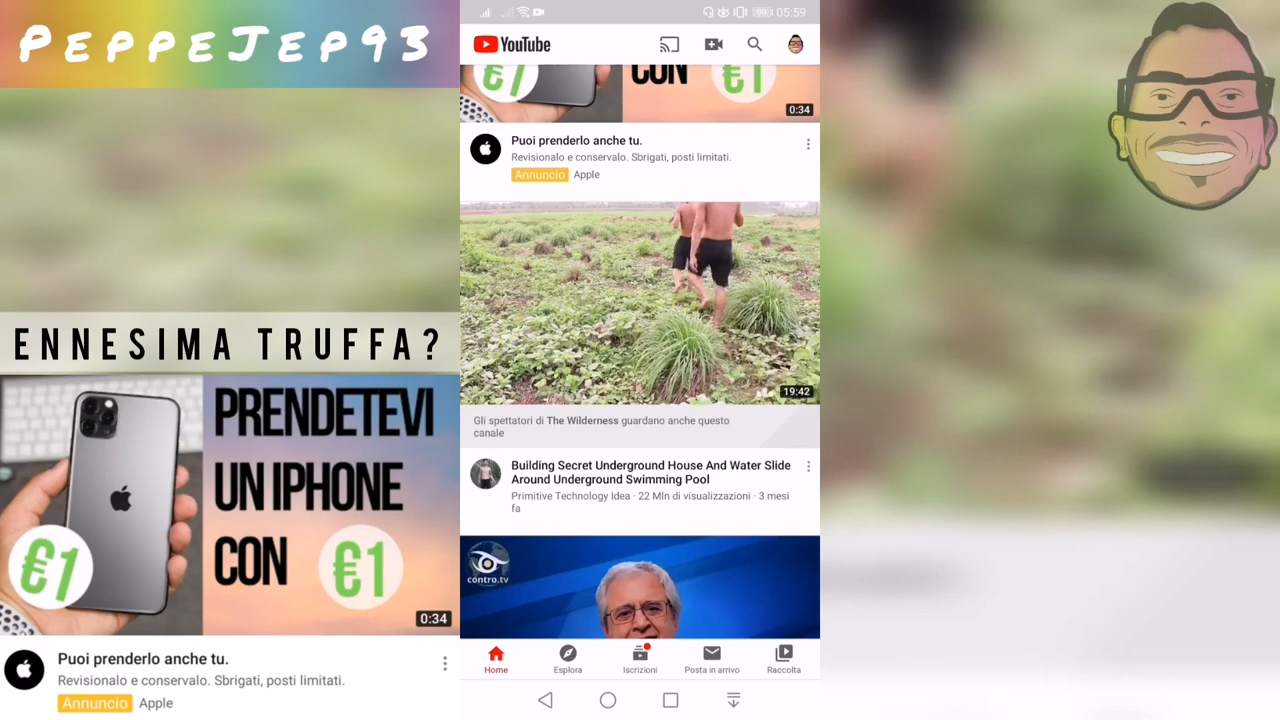 PEPPEJEP93
ENNESIMA TRUFFA?
PRENDETEVI
UN IPHONE
CON €1
€1
0:34
Puoi prenderlo anche tu.
Revisionalo e conservalo. Sbrigati, posti limitati.
Annuncio Apple
99 05:59
YouTube
€1
CON €1
0:34
Puoi prenderlo anche tu.
Revisionalo e conservalo. Sbrigati, posti limitati.
Annuncio Apple
19:42
Gli spettatori di The Wilderness guardano anche questo
canale
Building Secret Underground House And Water Slide
Around Underground Swimming Pool
Primitive Technology Idea · 22 Mln di visualizzazioni · 3 mesi
fa
contro.tv
Home Esplora Iscrizioni Posta in arrivo Raccolta